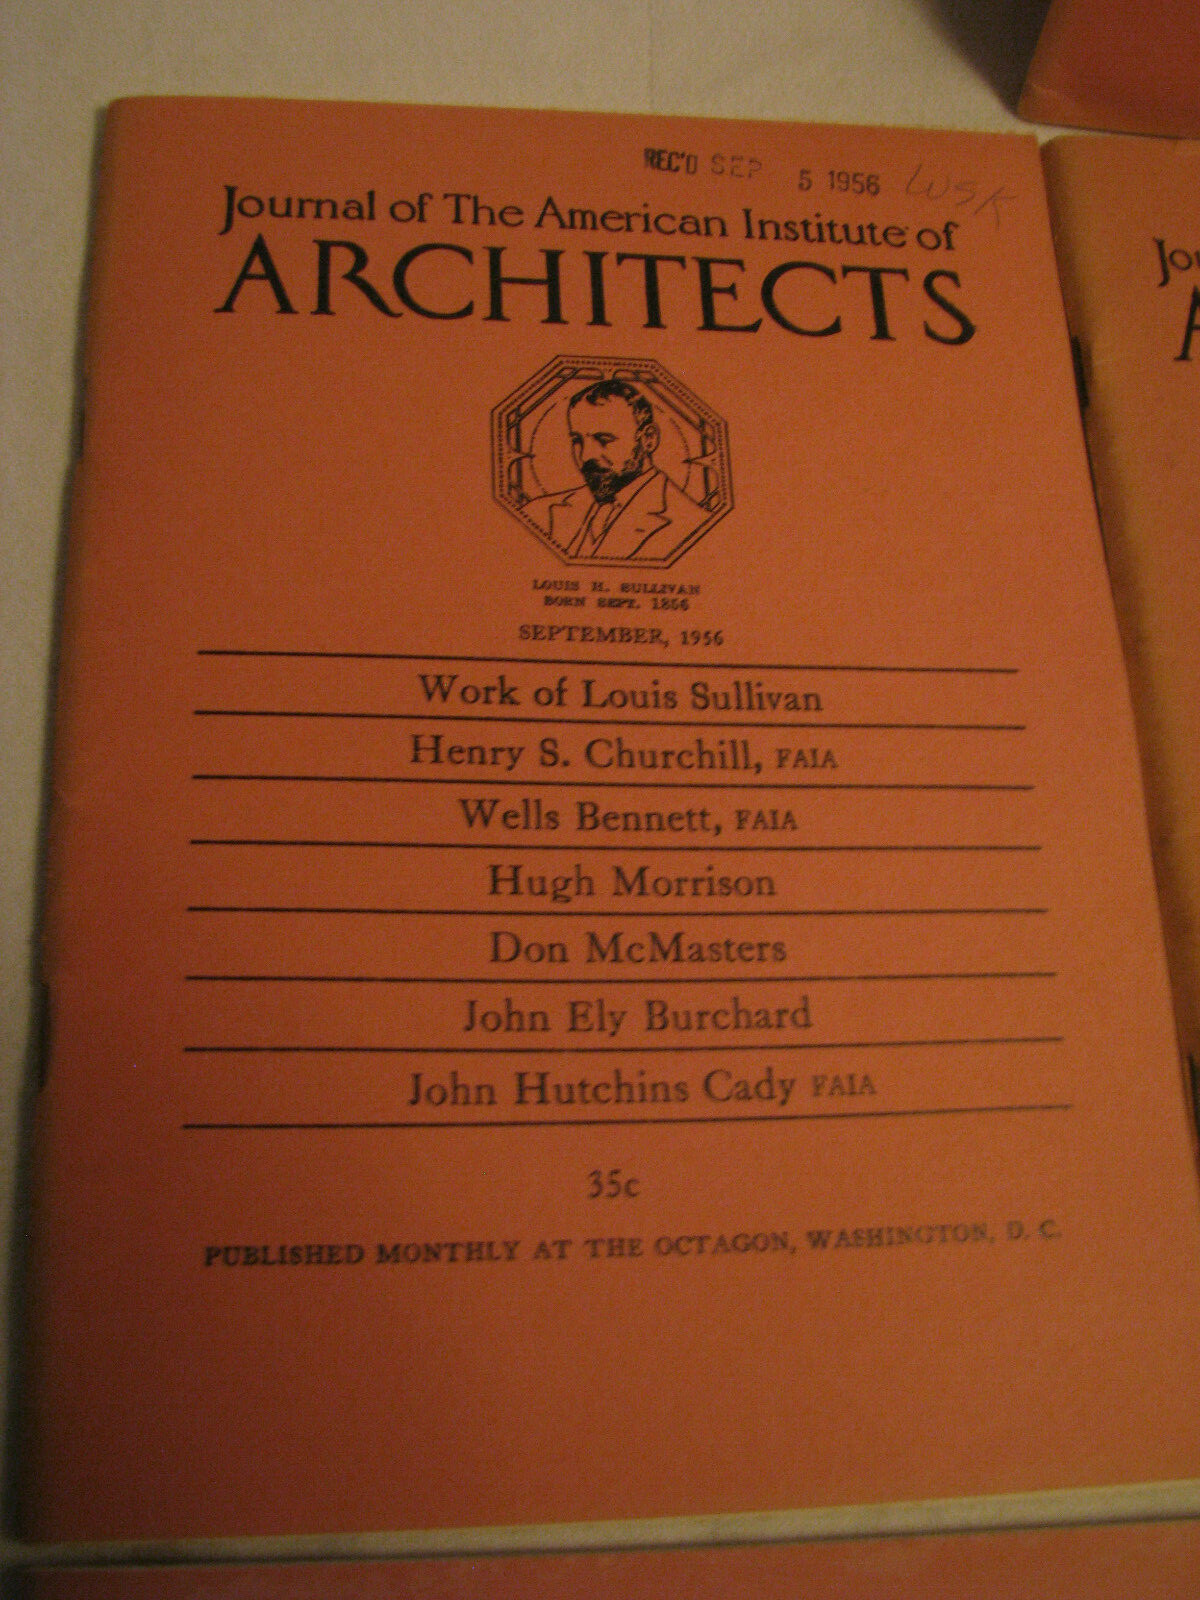 REC'D SEP 5 1956 WSK
Journal of The American Institute of
ARCHITECTS
LOUIS H. SULLIVAN
BORN SEPT. 1856
SEPTEMBER, 1956
Work of Louis Sullivan
Henry S. Churchill, FAIA
Wells Bennett, FAIA
Hugh Morrison
Don McMasters
John Ely Burchard
John Hutchins Cady FAIA
35c
PUBLISHED MONTHLY AT THE OCTAGON, WASHINGTON, D. C.
Jou
A